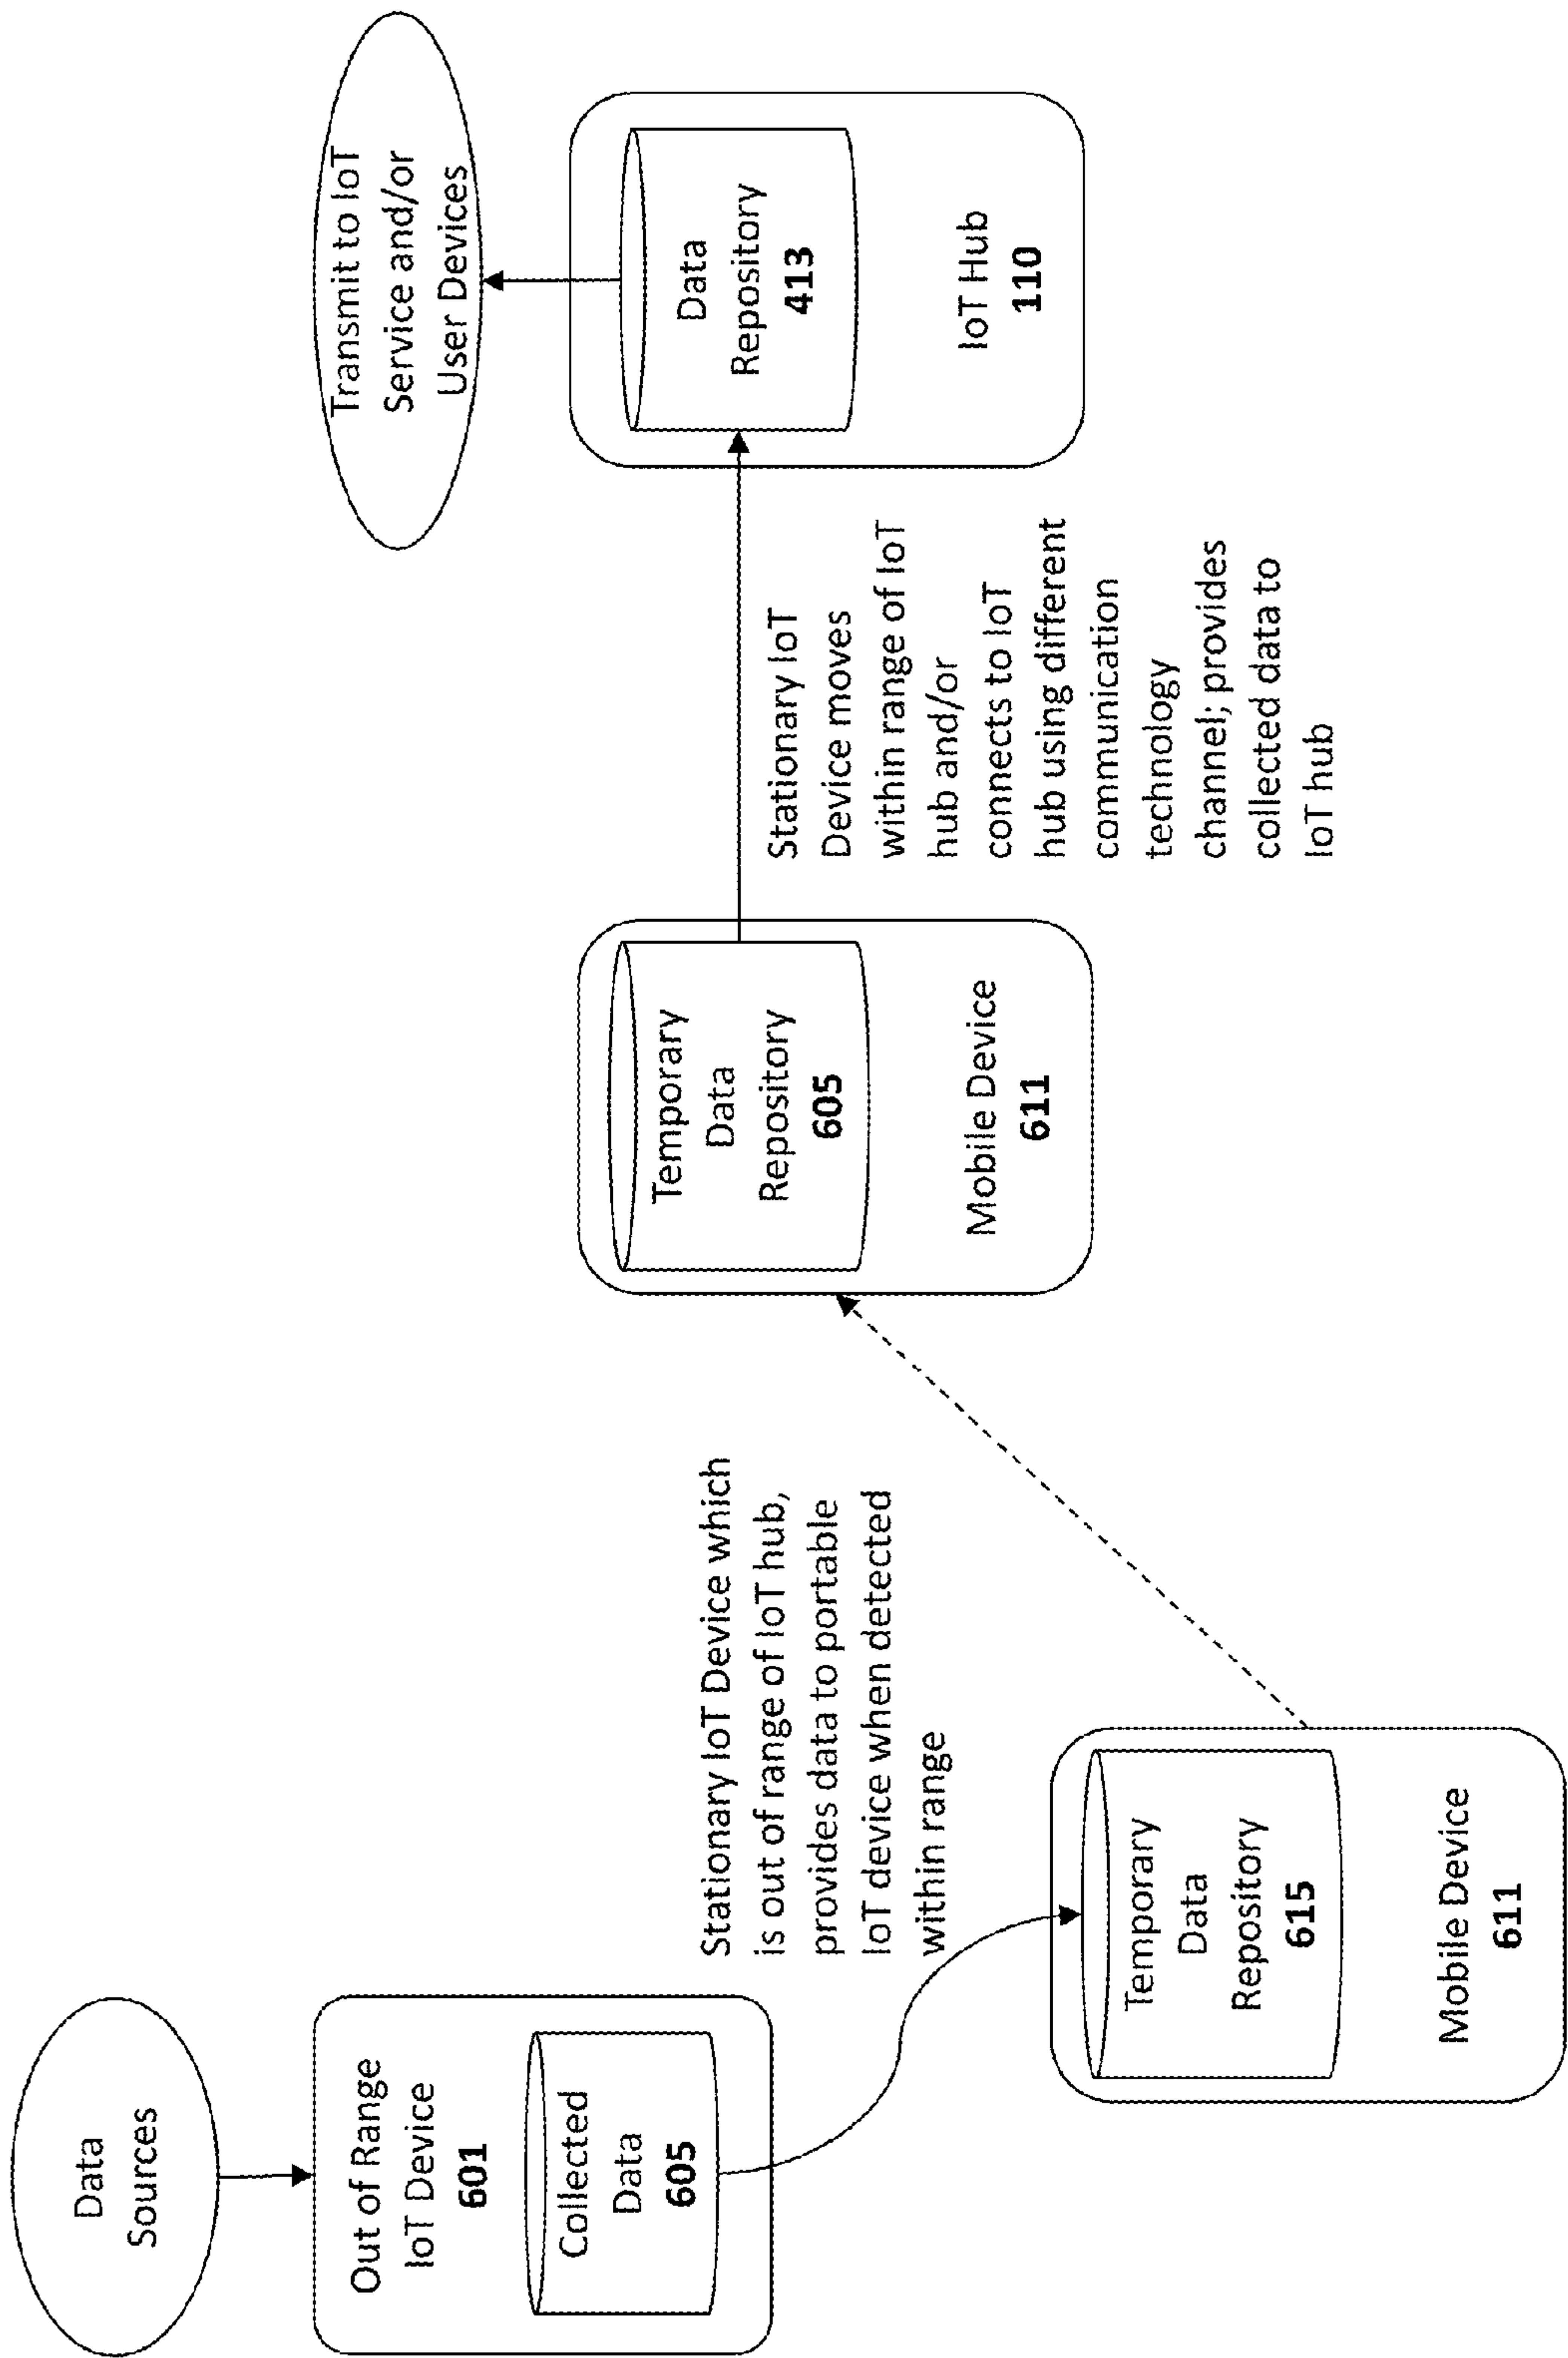 Data
Sources
Out of Range
IoT Device
601
Collected
Data
605
Stationary IoT Device which
is out of range of IoT hub,
provides data to portable
IoT device when detected
within range
Temporary
Data
Repository
615
Mobile Device
611
Temporary
Data
Repository
605
Mobile Device
611
Stationary IoT
Device moves
within range of IoT
hub and/or
connects to IoT
hub using different
communication
technology
channel; provides
collected data to
IoT hub
Transmit to IoT
Service and/or
User Devices
Data
Repository
413
IoT Hub
110